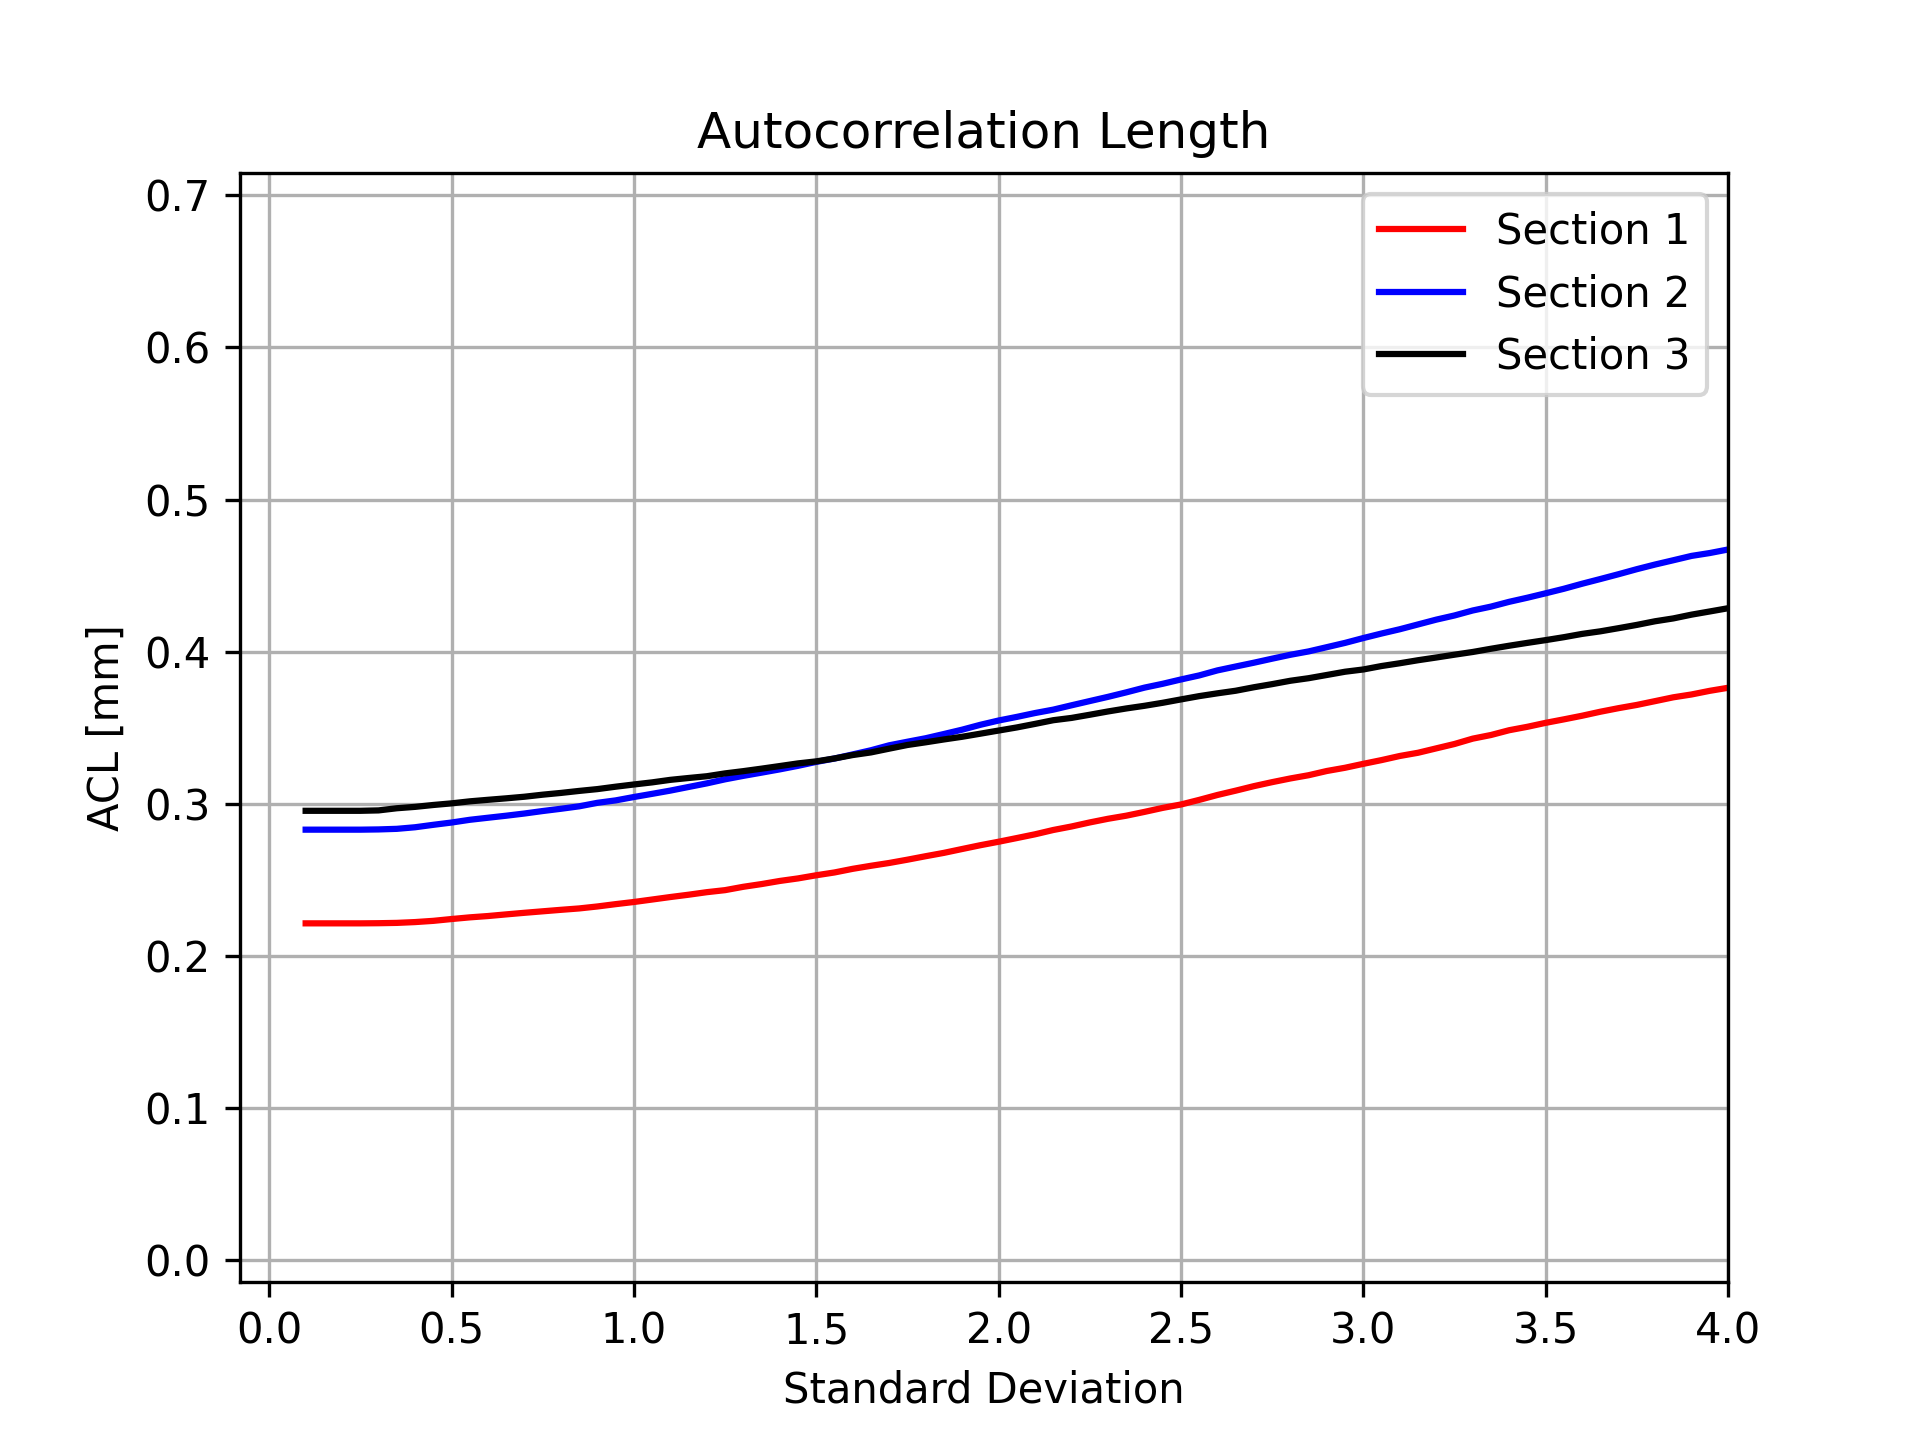 Autocorrelation Length
0.7
0.6
0.5
0.4
0.3
0.2
0.1
0.0
ACL [mm]
Section 1
Section 2
Section 3
0.0 0.5 1.0 1.5 2.0 2.5 3.0 3.5 4.0
Standard Deviation